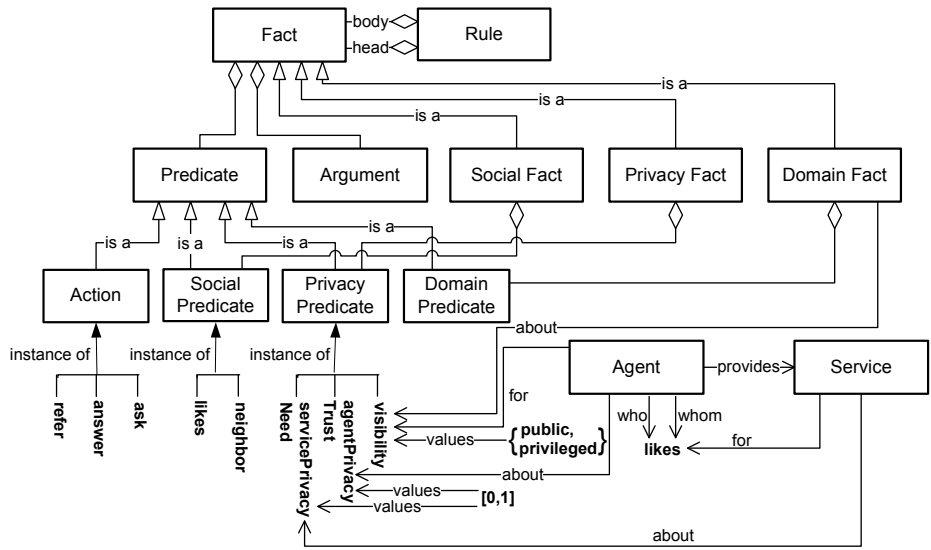 Fact
body
head
Rule
is a
is a
is a
Predicate
Argument
Social Fact
Privacy Fact
Domain Fact
is a
is a
is a
is a
Action
Social
Predicate
Privacy
Predicate
Domain
Predicate
about
instance of
instance of
instance of
Agent
provides
Service
refer
answer
ask
likes
neighbor
servicePrivacy
Need
agentPrivacy
Trust
visibility
for
who
whom
values
{public,
privileged}
likes
for
about
values
values
[0,1]
about